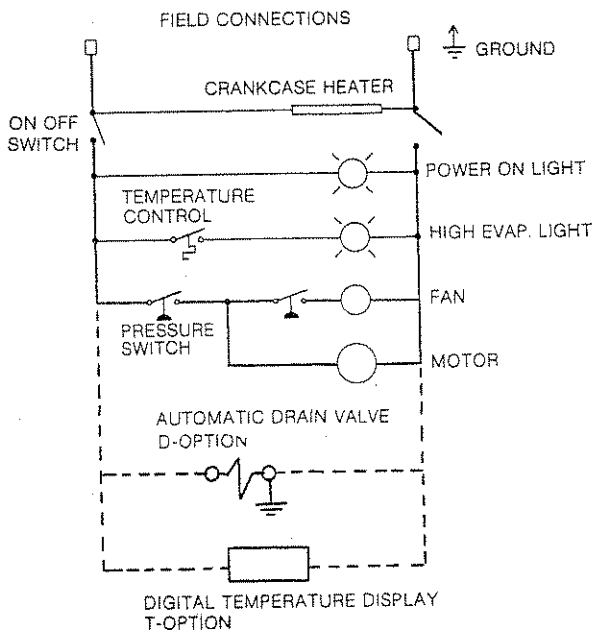 FIELD CONNECTIONS
GROUND
CRANKCASE HEATER
ON OFF
SWITCH
POWER ON LIGHT
TEMPERATURE
CONTROL
HIGH EVAP. LIGHT
FAN
PRESSURE
SWITCH
MOTOR
AUTOMATIC DRAIN VALVE
D-OPTION
DIGITAL TEMPERATURE DISPLAY
T-OPTION